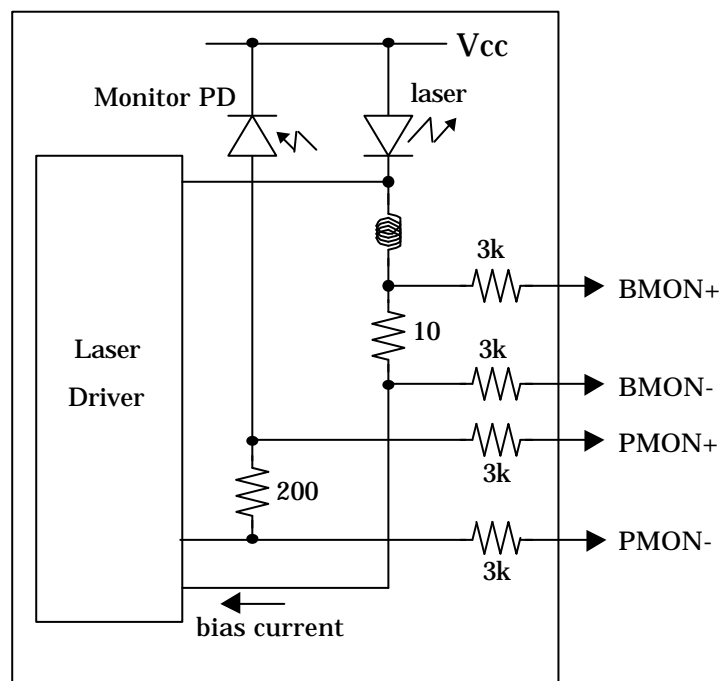 Vcc
Monitor PD
laser
3k
BMON+
10
3k
BMON-
Laser
Driver
PMON+
3k
200
PMON-
3k
bias current